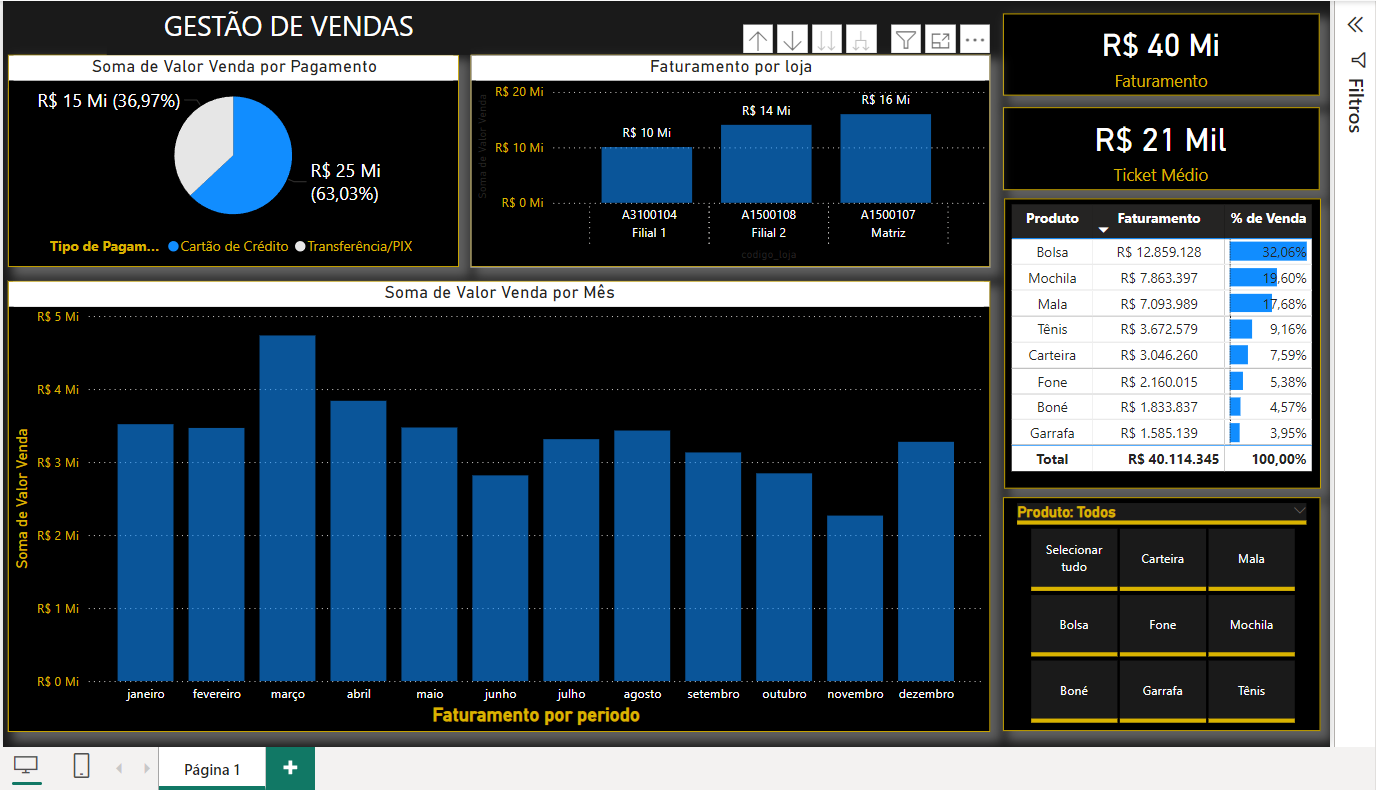 GESTÃO DE VENDAS
Soma de Valor Venda por Pagamento
R$ 15 Mi (36,97%)
R$ 25 Mi
(63,03%)
Tipo de Pagam... Cartão de Crédito Transferência/PIX
Faturamento por loja
Soma de Valor Venda
R$ 20 Mi
R$ 10 Mi
R$ 0 Mi
R$ 10 Mi
R$ 14 Mi
R$ 16 Mi
A3100104 A1500108 A1500107
Filial 1 Filial 2 Matriz
codigo_loja
R$ 40 Mi
Faturamento
R$ 21 Mil
Ticket Médio
Filtros
Soma de Valor Venda por Mês
Soma de Valor Venda
R$ 5 Mi
R$ 4 Mi
R$ 3 Mi
R$ 2 Mi
R$ 1 Mi
R$ 0 Mi
janeiro fevereiro março abril maio junho julho agosto setembro outubro novembro dezembro
Faturamento por periodo
Produto Faturamento % de Venda
Bolsa R$ 12.859.128 32,06%
Mochila R$ 7.863.397 19,60%
Mala R$ 7.093.989 17,68%
Tênis R$ 3.672.579 9,16%
Carteira R$ 3.046.260 7,59%
Fone R$ 2.160.015 5,38%
Boné R$ 1.833.837 4,57%
Garrafa R$ 1.585.139 3,95%
Total R$ 40.114.345 100,00%
Produto: Todos
Selecionar
tudo
Carteira
Mala
Bolsa
Fone
Mochila
Boné
Garrafa
Tênis
Página 1